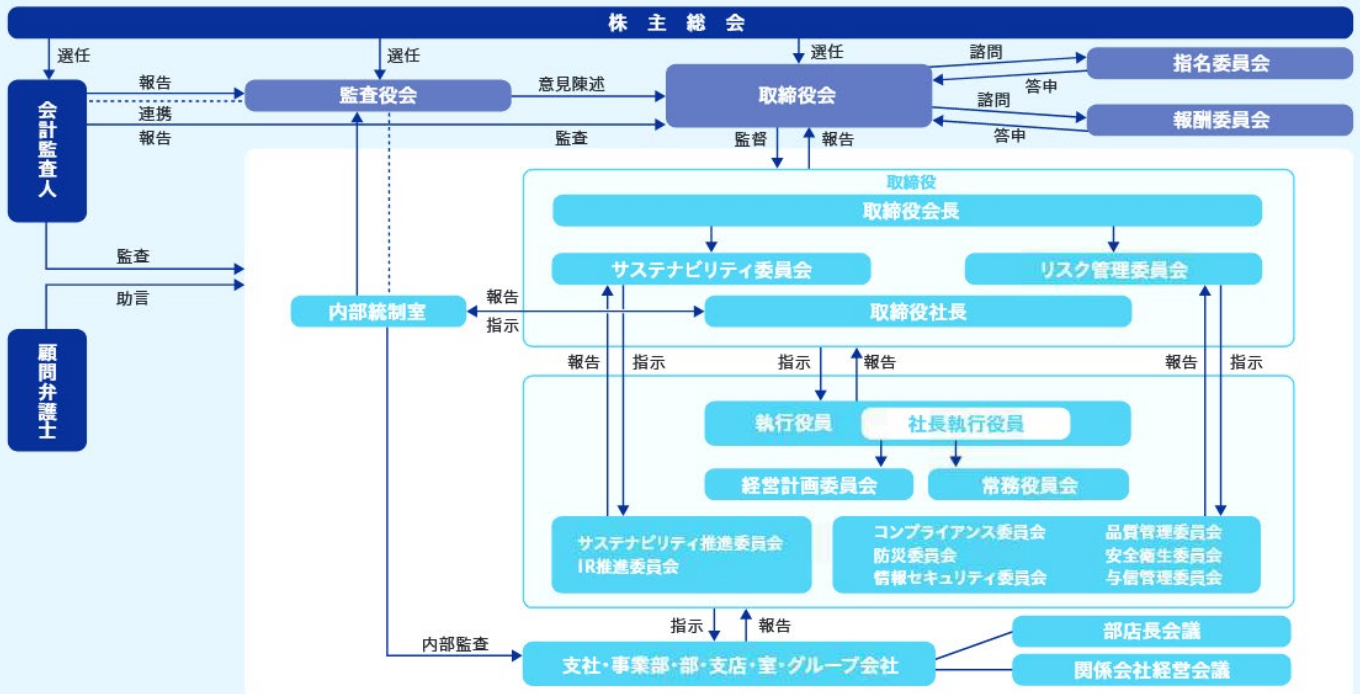 株主総会
選任
選任
選任
諮問
指名委員会
報告
監査役会
意見陳述
取締役会
答申
諮問
報酬委員会
答申
会計監査人
連携
報告
監査
監督
報告
取締役
取締役会長
サステナビリティ委員会
リスク管理委員会
監査
助言
内部統制室
報告
指示
取締役社長
顧問弁護士
報告
指示
指示
報告
報告
指示
執行役員
社長執行役員
経営計画委員会
常務役員会
サステナビリティ推進委員会
IR推進委員会
コンプライアンス委員会
品質管理委員会
防災委員会
安全衛生委員会
情報セキュリティ委員会
与信管理委員会
指示
報告
内部監査
支社・事業部・部・支店・室・グループ会社
部店長会議
関係会社経営会議